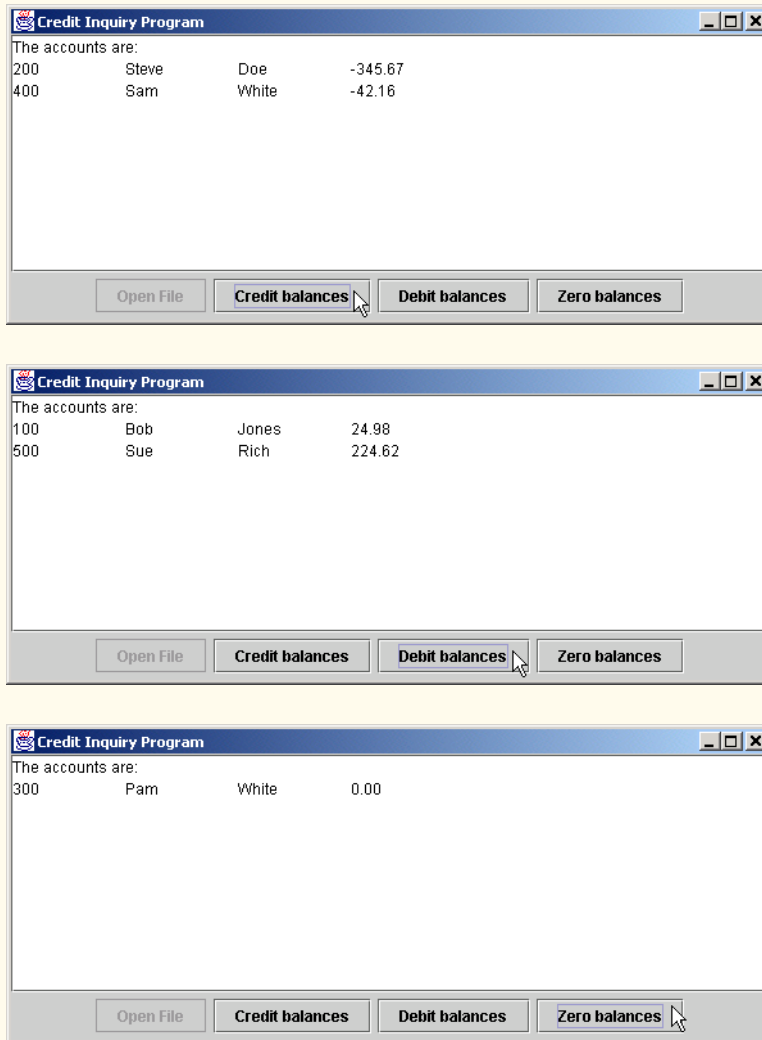 Credit Inquiry Program
The accounts are:
200 Steve Doe -345.67
400 Sam White -42.16
Open File Credit balances Debit balances Zero balances
Credit Inquiry Program
The accounts are:
100 Bob Jones 24.98
500 Sue Rich 224.62
Open File Credit balances Debit balances Zero balances
Credit Inquiry Program
The accounts are:
300 Pam White 0.00
Open File Credit balances Debit balances Zero balances